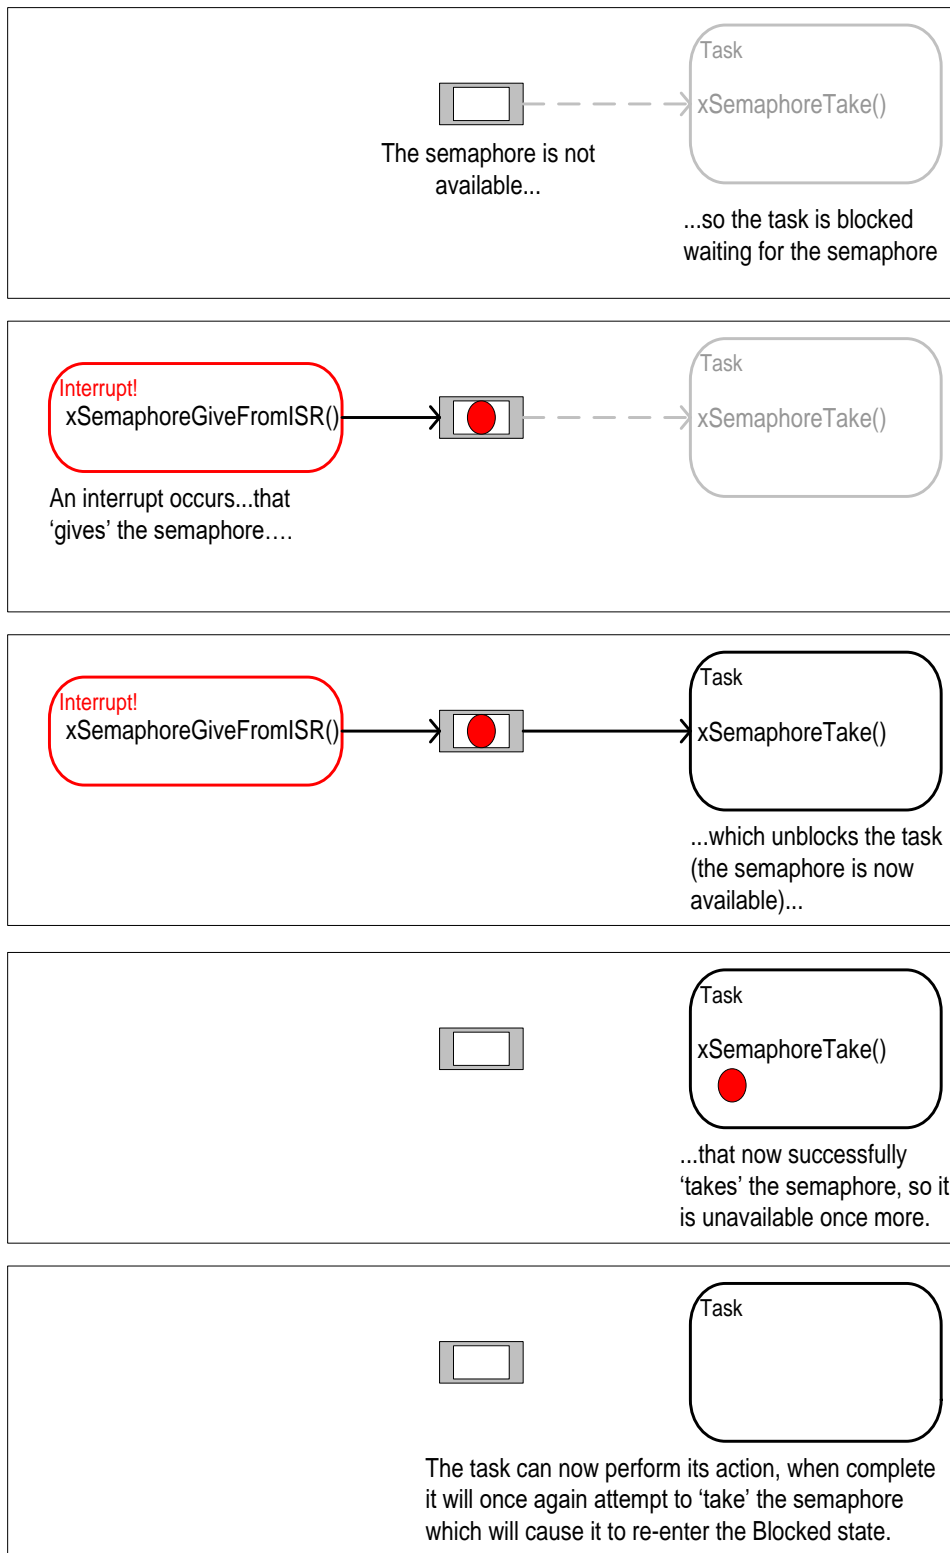 Task
xSemaphoreTake()
The semaphore is not
available...
...so the task is blocked
waiting for the semaphore
Interrupt!
xSemaphoreGiveFromISR()
Task
xSemaphoreTake()
An interrupt occurs...that
‘gives’ the semaphore….
Interrupt!
xSemaphoreGiveFromISR()
Task
xSemaphoreTake()
...which unblocks the task
(the semaphore is now
available)...
Task
xSemaphoreTake()
...that now successfully
‘takes’ the semaphore, so it
is unavailable once more.
Task
The task can now perform its action, when complete
it will once again attempt to ‘take’ the semaphore
which will cause it to re-enter the Blocked state.